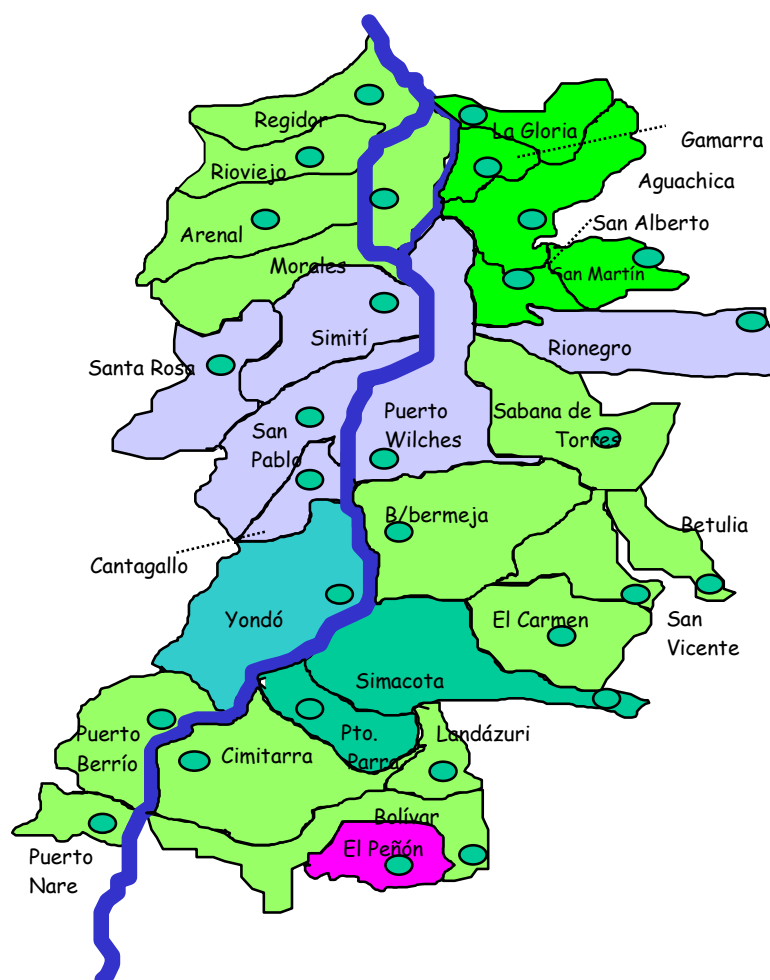 Regidor
La Gloria
Gamarra
Rioviejo
Aguachica
San Alberto
Arenal
Morales
San Martín
Simití
Rionegro
Santa Rosa
Puerto
Wilches
Sabana de
Torres
San
Pablo
B/bermeja
Betulia
Cantagallo
Yondó
El Carmen
San
Vicente
Simacota
Puerto
Berrío
Cimitarra
Pto.
Parra
Landázuri
Bolívar
El Peñón
Puerto
Nare